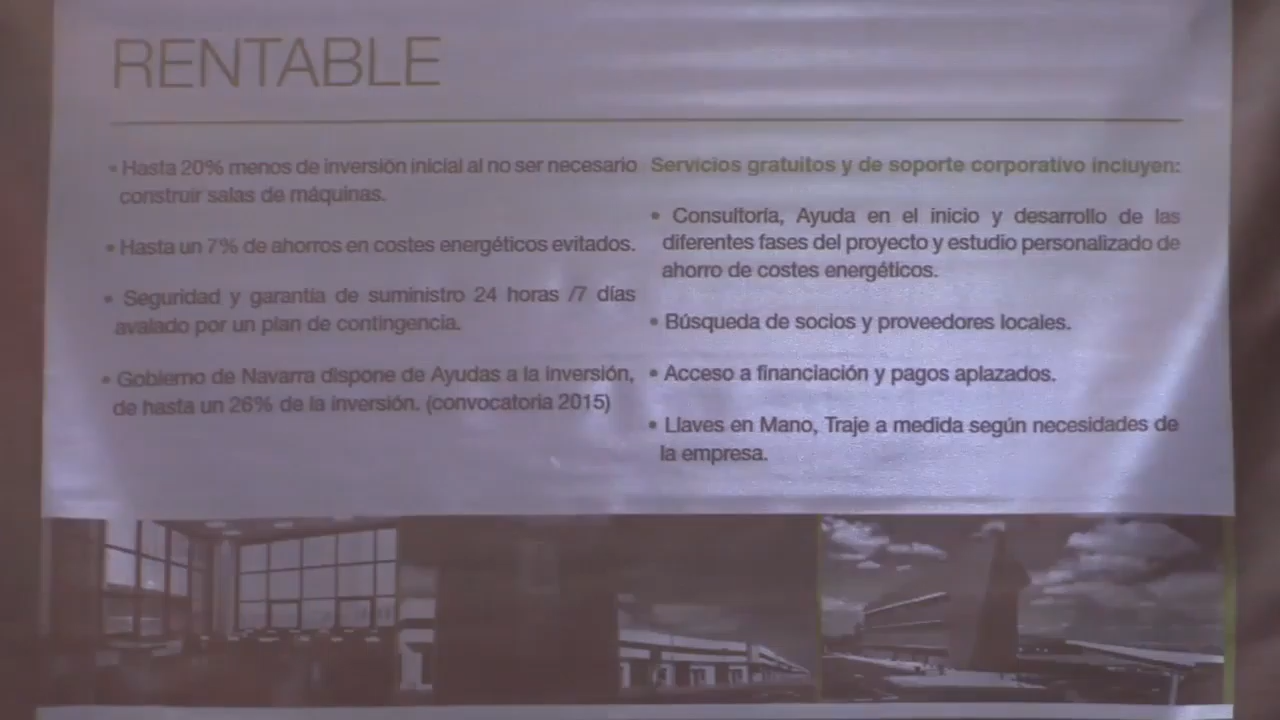 RENTABLE
• Hasta 20% menos de inversión inicial al no ser necesario
construir salas de máquinas.
• Hasta un 7% de ahorros en costes energéticos evitados.
• Seguridad y garantía de suministro 24 horas /7 días
avalado por un plan de contingencia.
• Gobierno de Navarra dispone de Ayudas a la inversión,
de hasta un 26% de la inversión. (convocatoria 2015)
Servicios gratuitos y de soporte corporativo incluyen:
• Consultoría, Ayuda en el inicio y desarrollo de las
diferentes fases del proyecto y estudio personalizado de
ahorro de costes energéticos.
• Búsqueda de socios y proveedores locales.
• Acceso a financiación y pagos aplazados.
• Llaves en Mano, Traje a medida según necesidades de
la empresa.